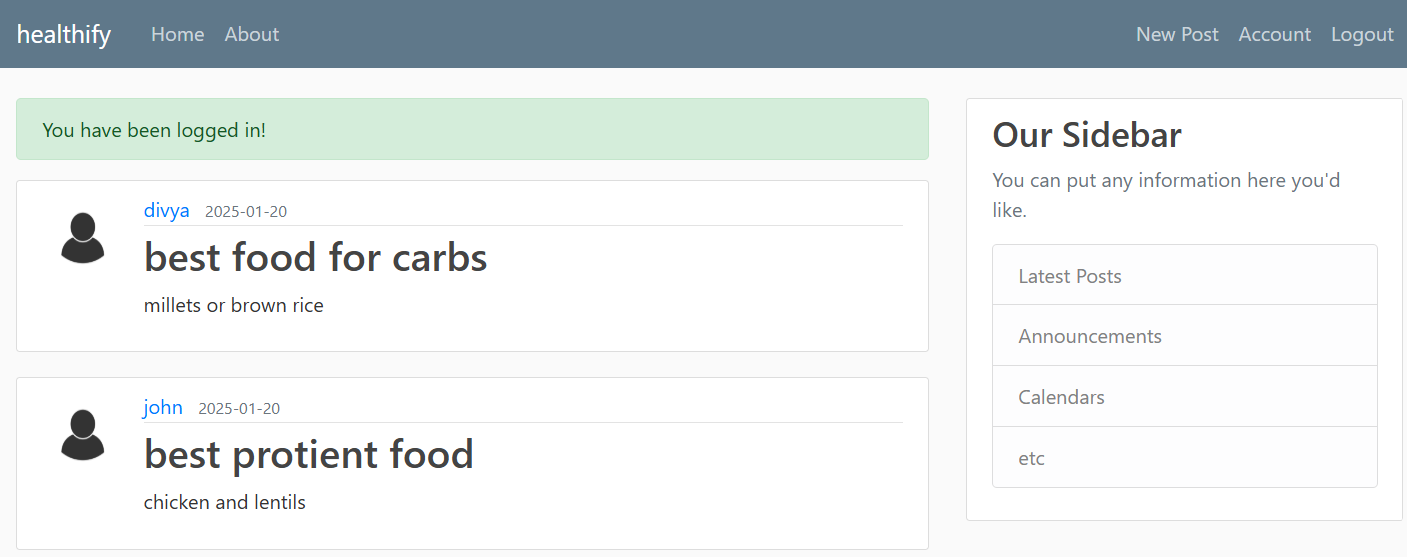 healthify Home About New Post Account Logout
You have been logged in!
divya 2025-01-20
best food for carbs
millets or brown rice
john 2025-01-20
best protient food
chicken and lentils
Our Sidebar
You can put any information here you'd
like.
Latest Posts
Announcements
Calendars
etc